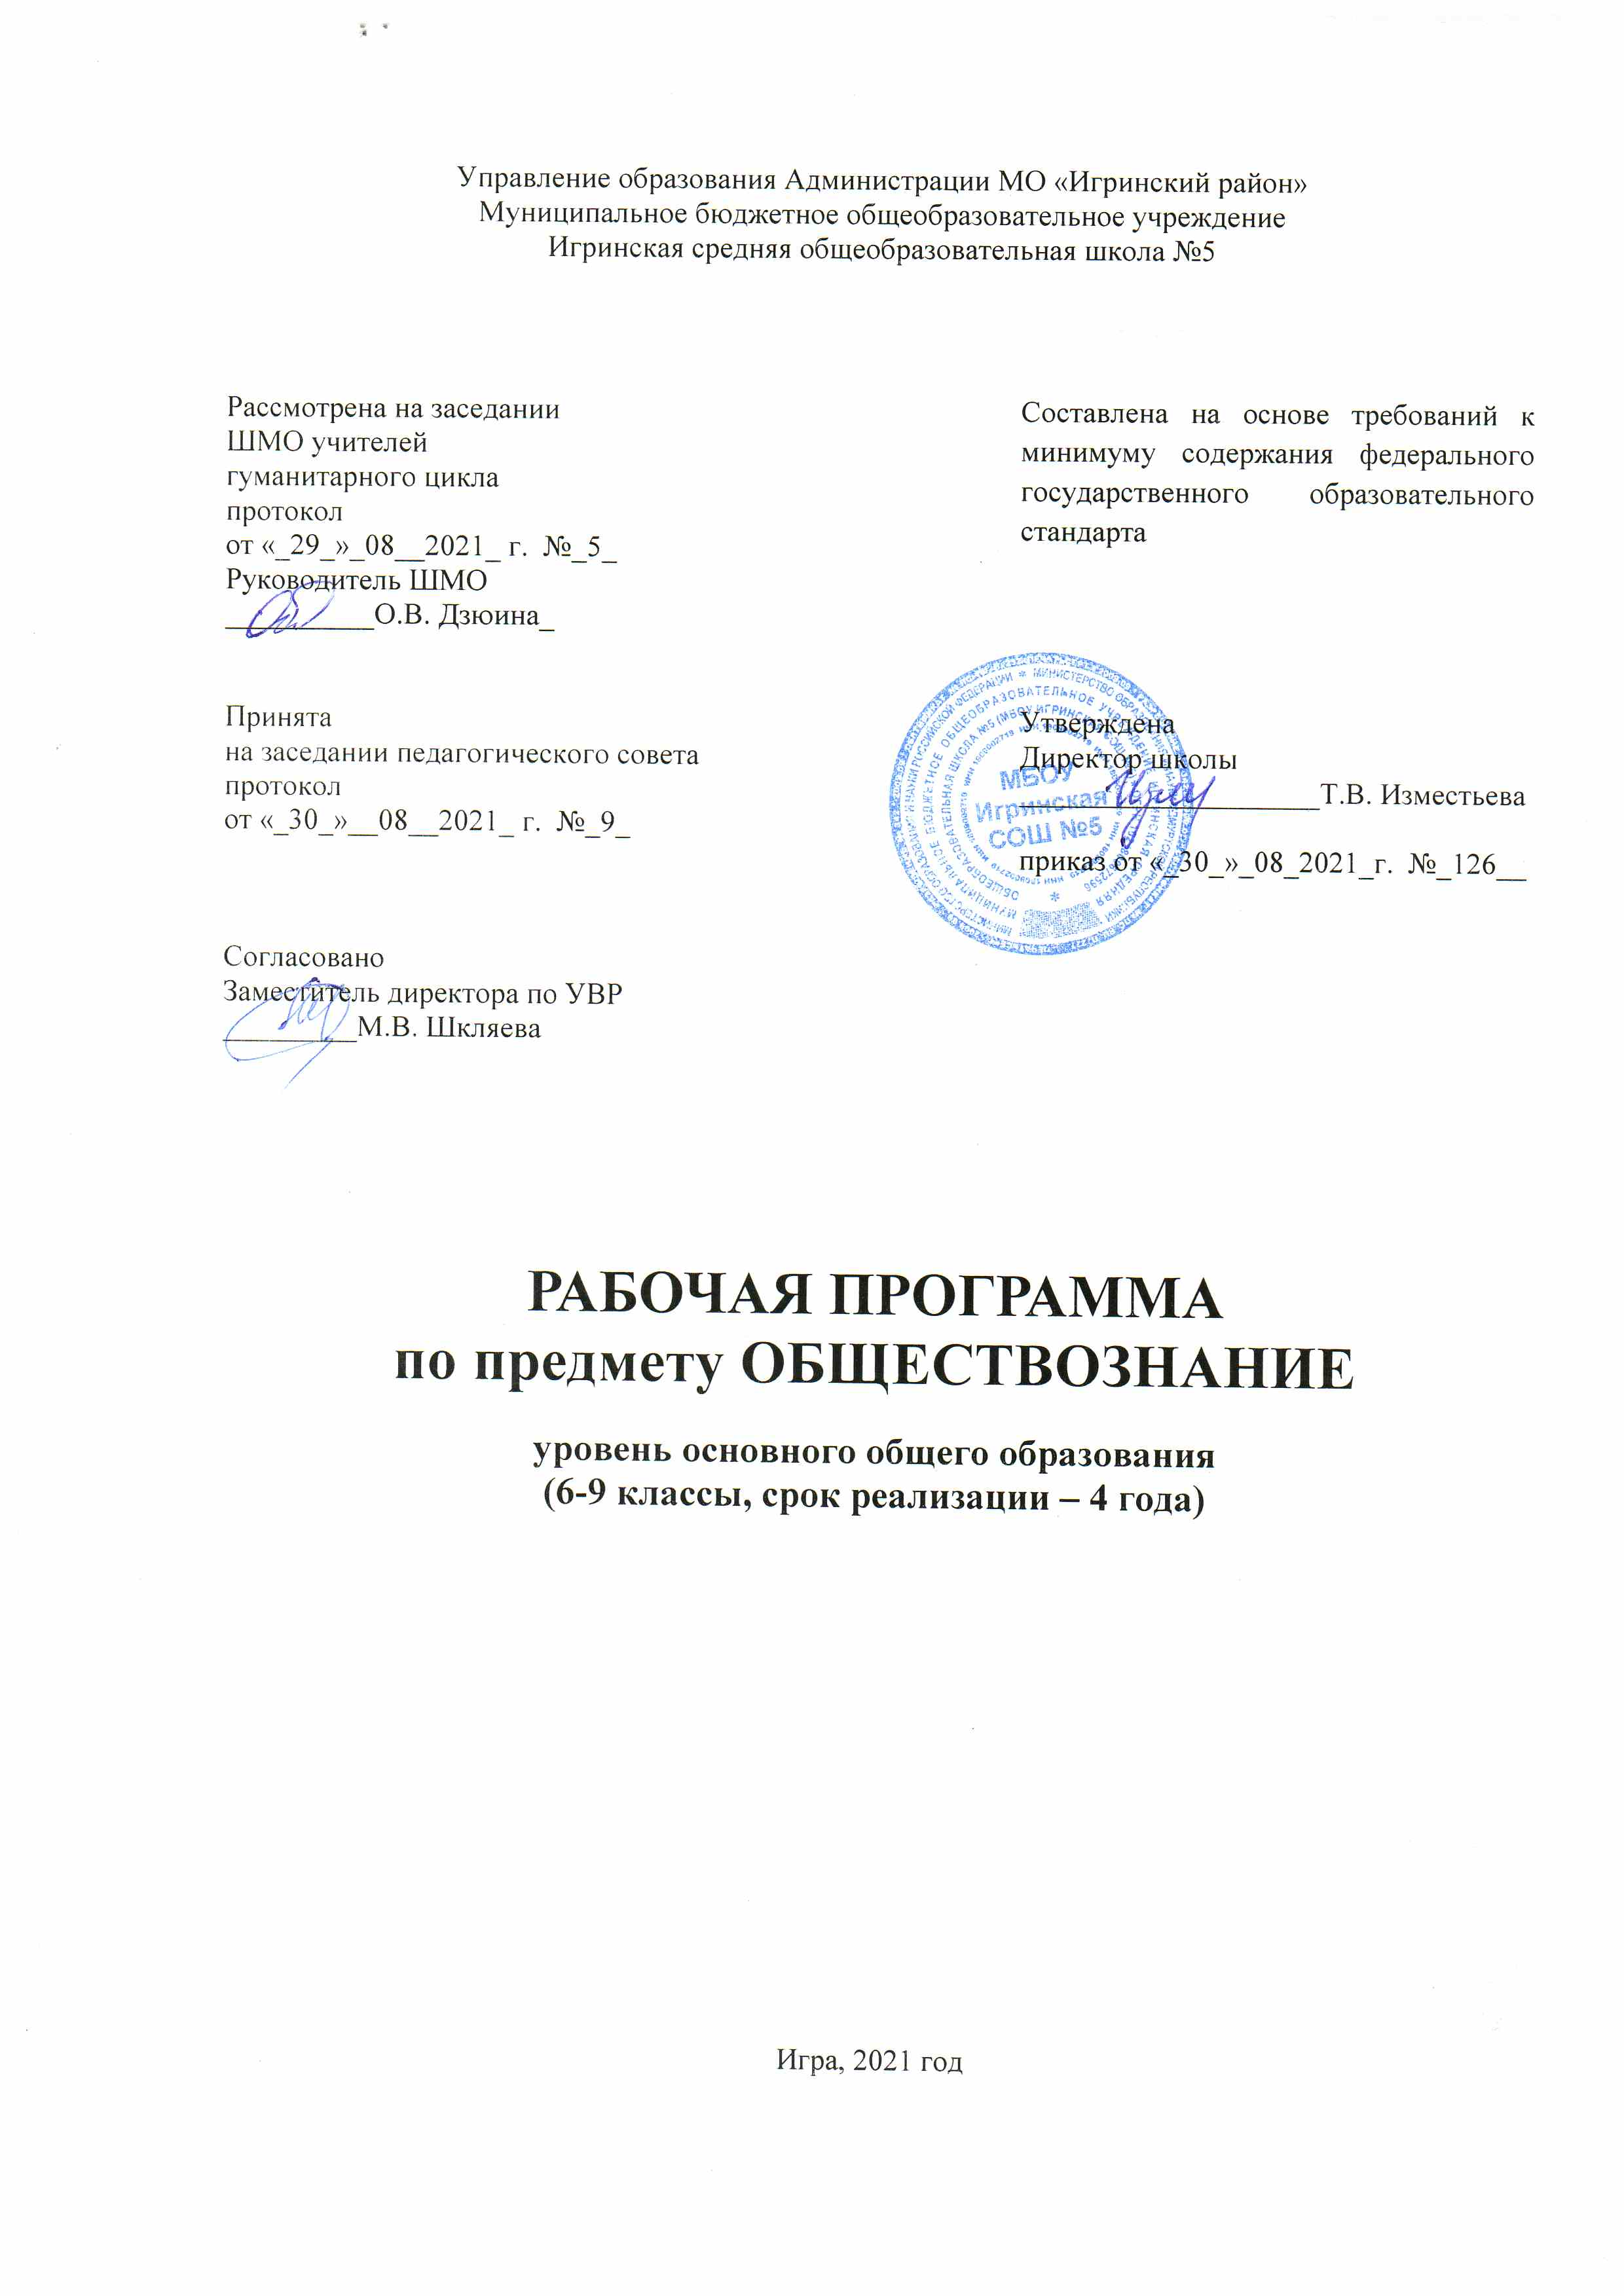 Управление образования Администрации МО «Игринский район»
Муниципальное бюджетное общеобразовательное учреждение
Игринская средняя общеобразовательная школа №5
Рассмотрена на заседании
ШМО учителей
гуманитарного цикла
протокол
от «_29_»_08__2021_ г. №_5_
Руководитель ШМО
__________О.В. Дзюина_
Составлена на основе требований к
минимуму содержания федерального
государственного образовательного
стандарта
Принята
на заседании педагогического совета
протокол
от «_30_»__08__2021_ г. №_9_
Утверждена
Директор школы
____________________Т.В. Изместьева
приказ от «_30_»_08_2021_г. №_126__
МБОУ
Игринская
СОШ №5
Согласовано
Заместитель директора по УВР
_________М.В. Шкляева
РАБОЧАЯ ПРОГРАММА
по предмету ОБЩЕСТВОЗНАНИЕ
уровень основного общего образования
(6-9 классы, срок реализации – 4 года)
Игра, 2021 год